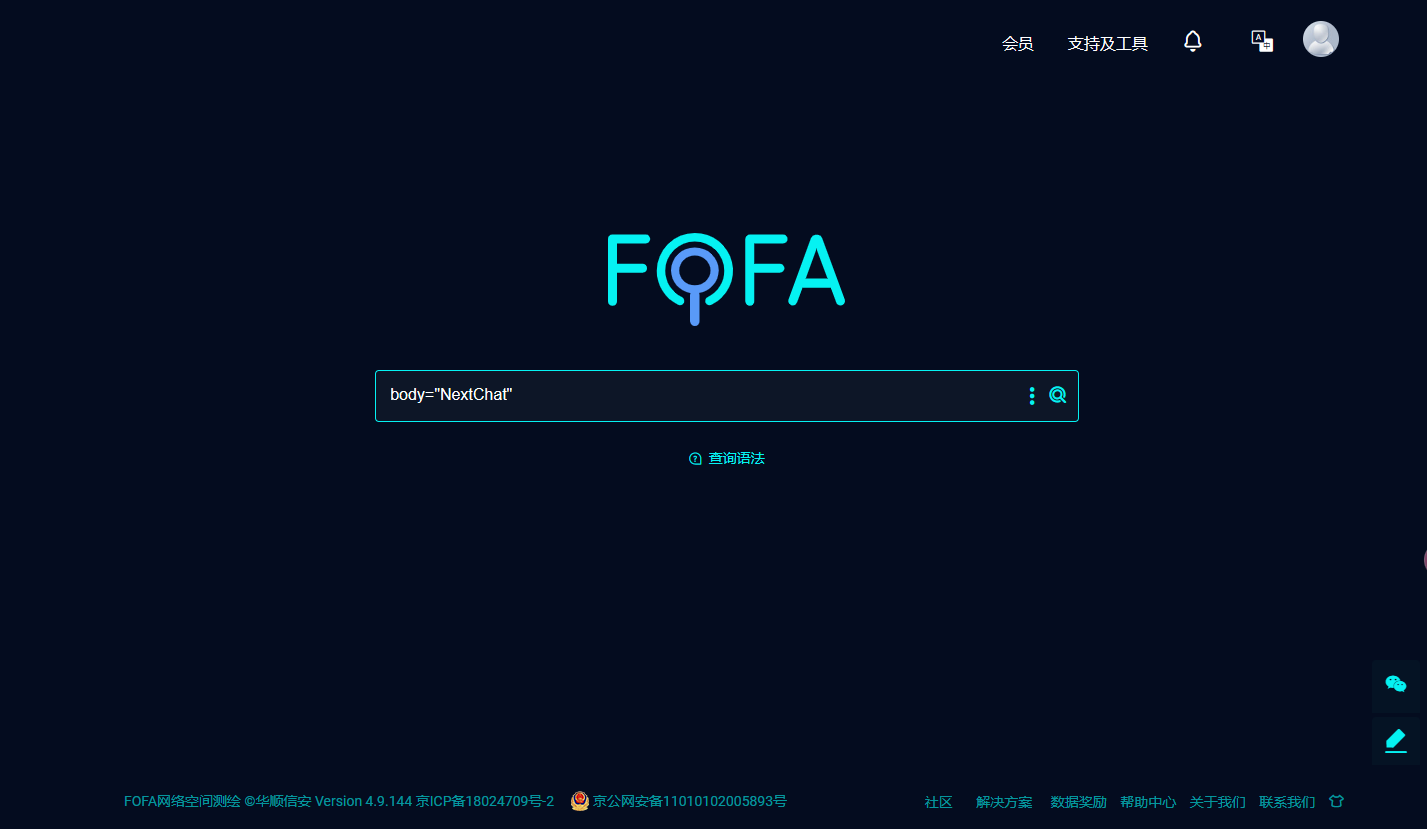 会员 支持及工具
FOFA
body="NextChat"
查询语法
FOFA网络空间测绘 ©华顺信安 Version 4.9.144 京ICP备18024709号-2 京公网安备11010102005893号 社区 解决方案 数据奖励 帮助中心 关于我们 联系我们